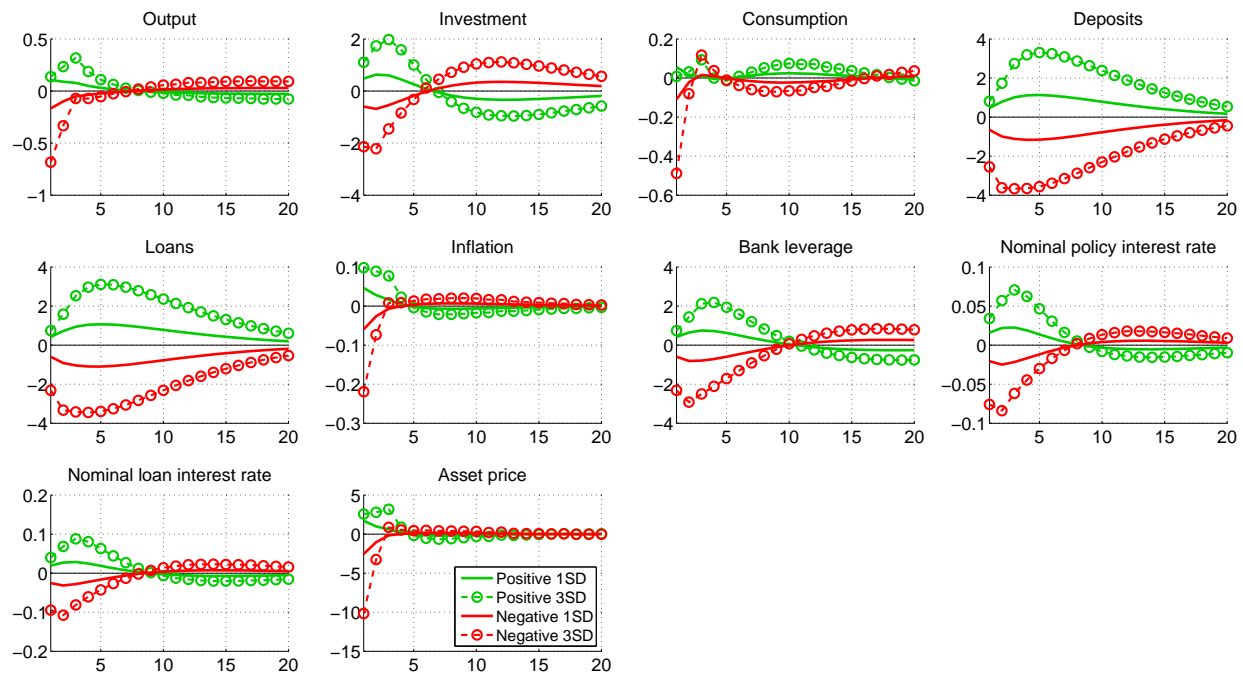 Output
Investment
Consumption
Deposits
0.5
0
−0.5
−1
5 10 15 20
2
0
−2
−4
5 10 15 20
0.2
0
−0.2
−0.4
−0.6
5 10 15 20
4
2
0
−2
−4
5 10 15 20
Loans
Inflation
Bank leverage
Nominal policy interest rate
4
2
0
−2
−4
5 10 15 20
0.1
0
−0.1
−0.2
−0.3
5 10 15 20
4
2
0
−2
−4
5 10 15 20
0.1
0.05
0
−0.05
−0.1
5 10 15 20
Nominal loan interest rate
Asset price
0.2
0.1
0
−0.1
−0.2
5 10 15 20
5
0
−5
−10
−15
5 10 15 20
Positive 1SD
Positive 3SD
Negative 1SD
Negative 3SD